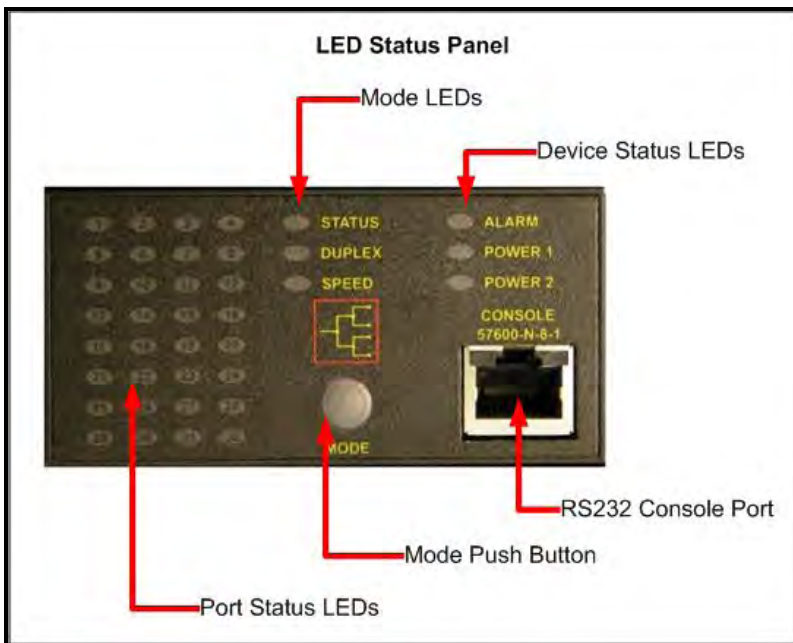 LED Status Panel
Mode LEDs
Device Status LEDs
STATUS
ALARM
DUPLEX
POWER 1
SPEED
POWER 2
CONSOLE
57600-N-8-1
MODE
RS232 Console Port
Mode Push Button
Port Status LEDs